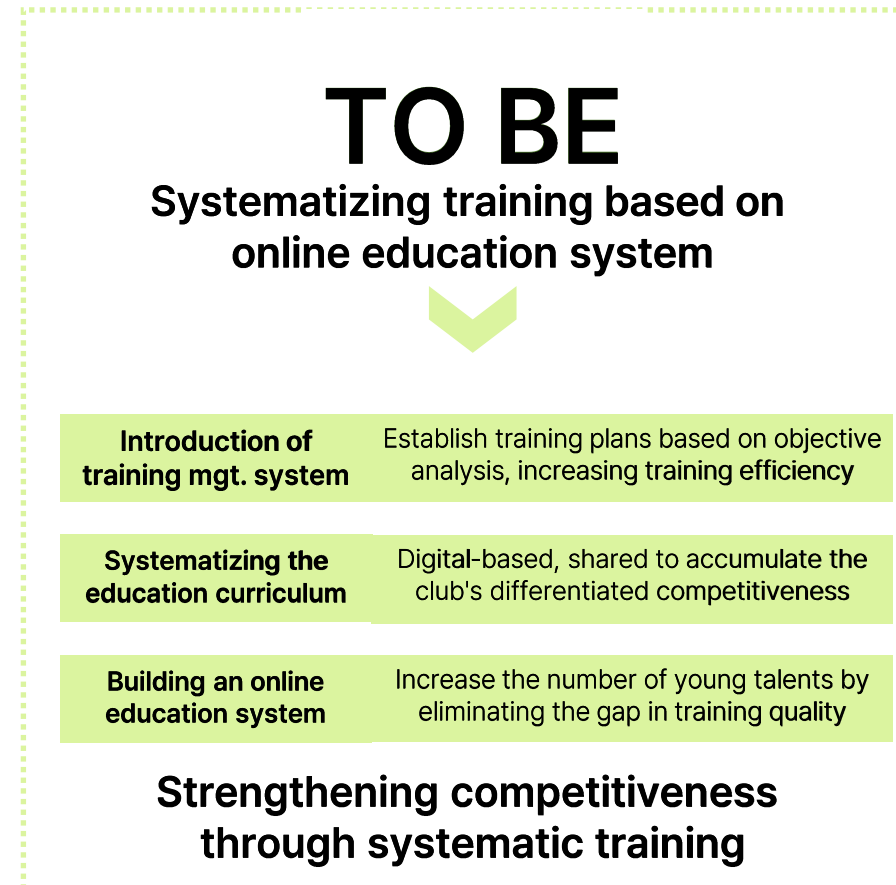 TO BE
Systematizing training based on
online education system
Introduction of
training mgt. system
Establish training plans based on objective
analysis, increasing training efficiency
Systematizing the
education curriculum
Digital-based, shared to accumulate the
club's differentiated competitiveness
Building an online
education system
Increase the number of young talents by
eliminating the gap in training quality
Strengthening competitiveness
through systematic training